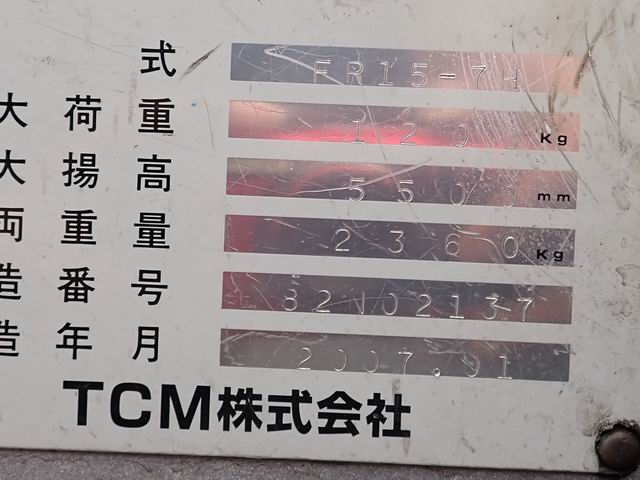 式 FR15-7H
大荷重 1200 Kg
大揚高 5500 mm
両重量 2360 Kg
造番号 82V02137
造年月 2007.01
TCM株式会社